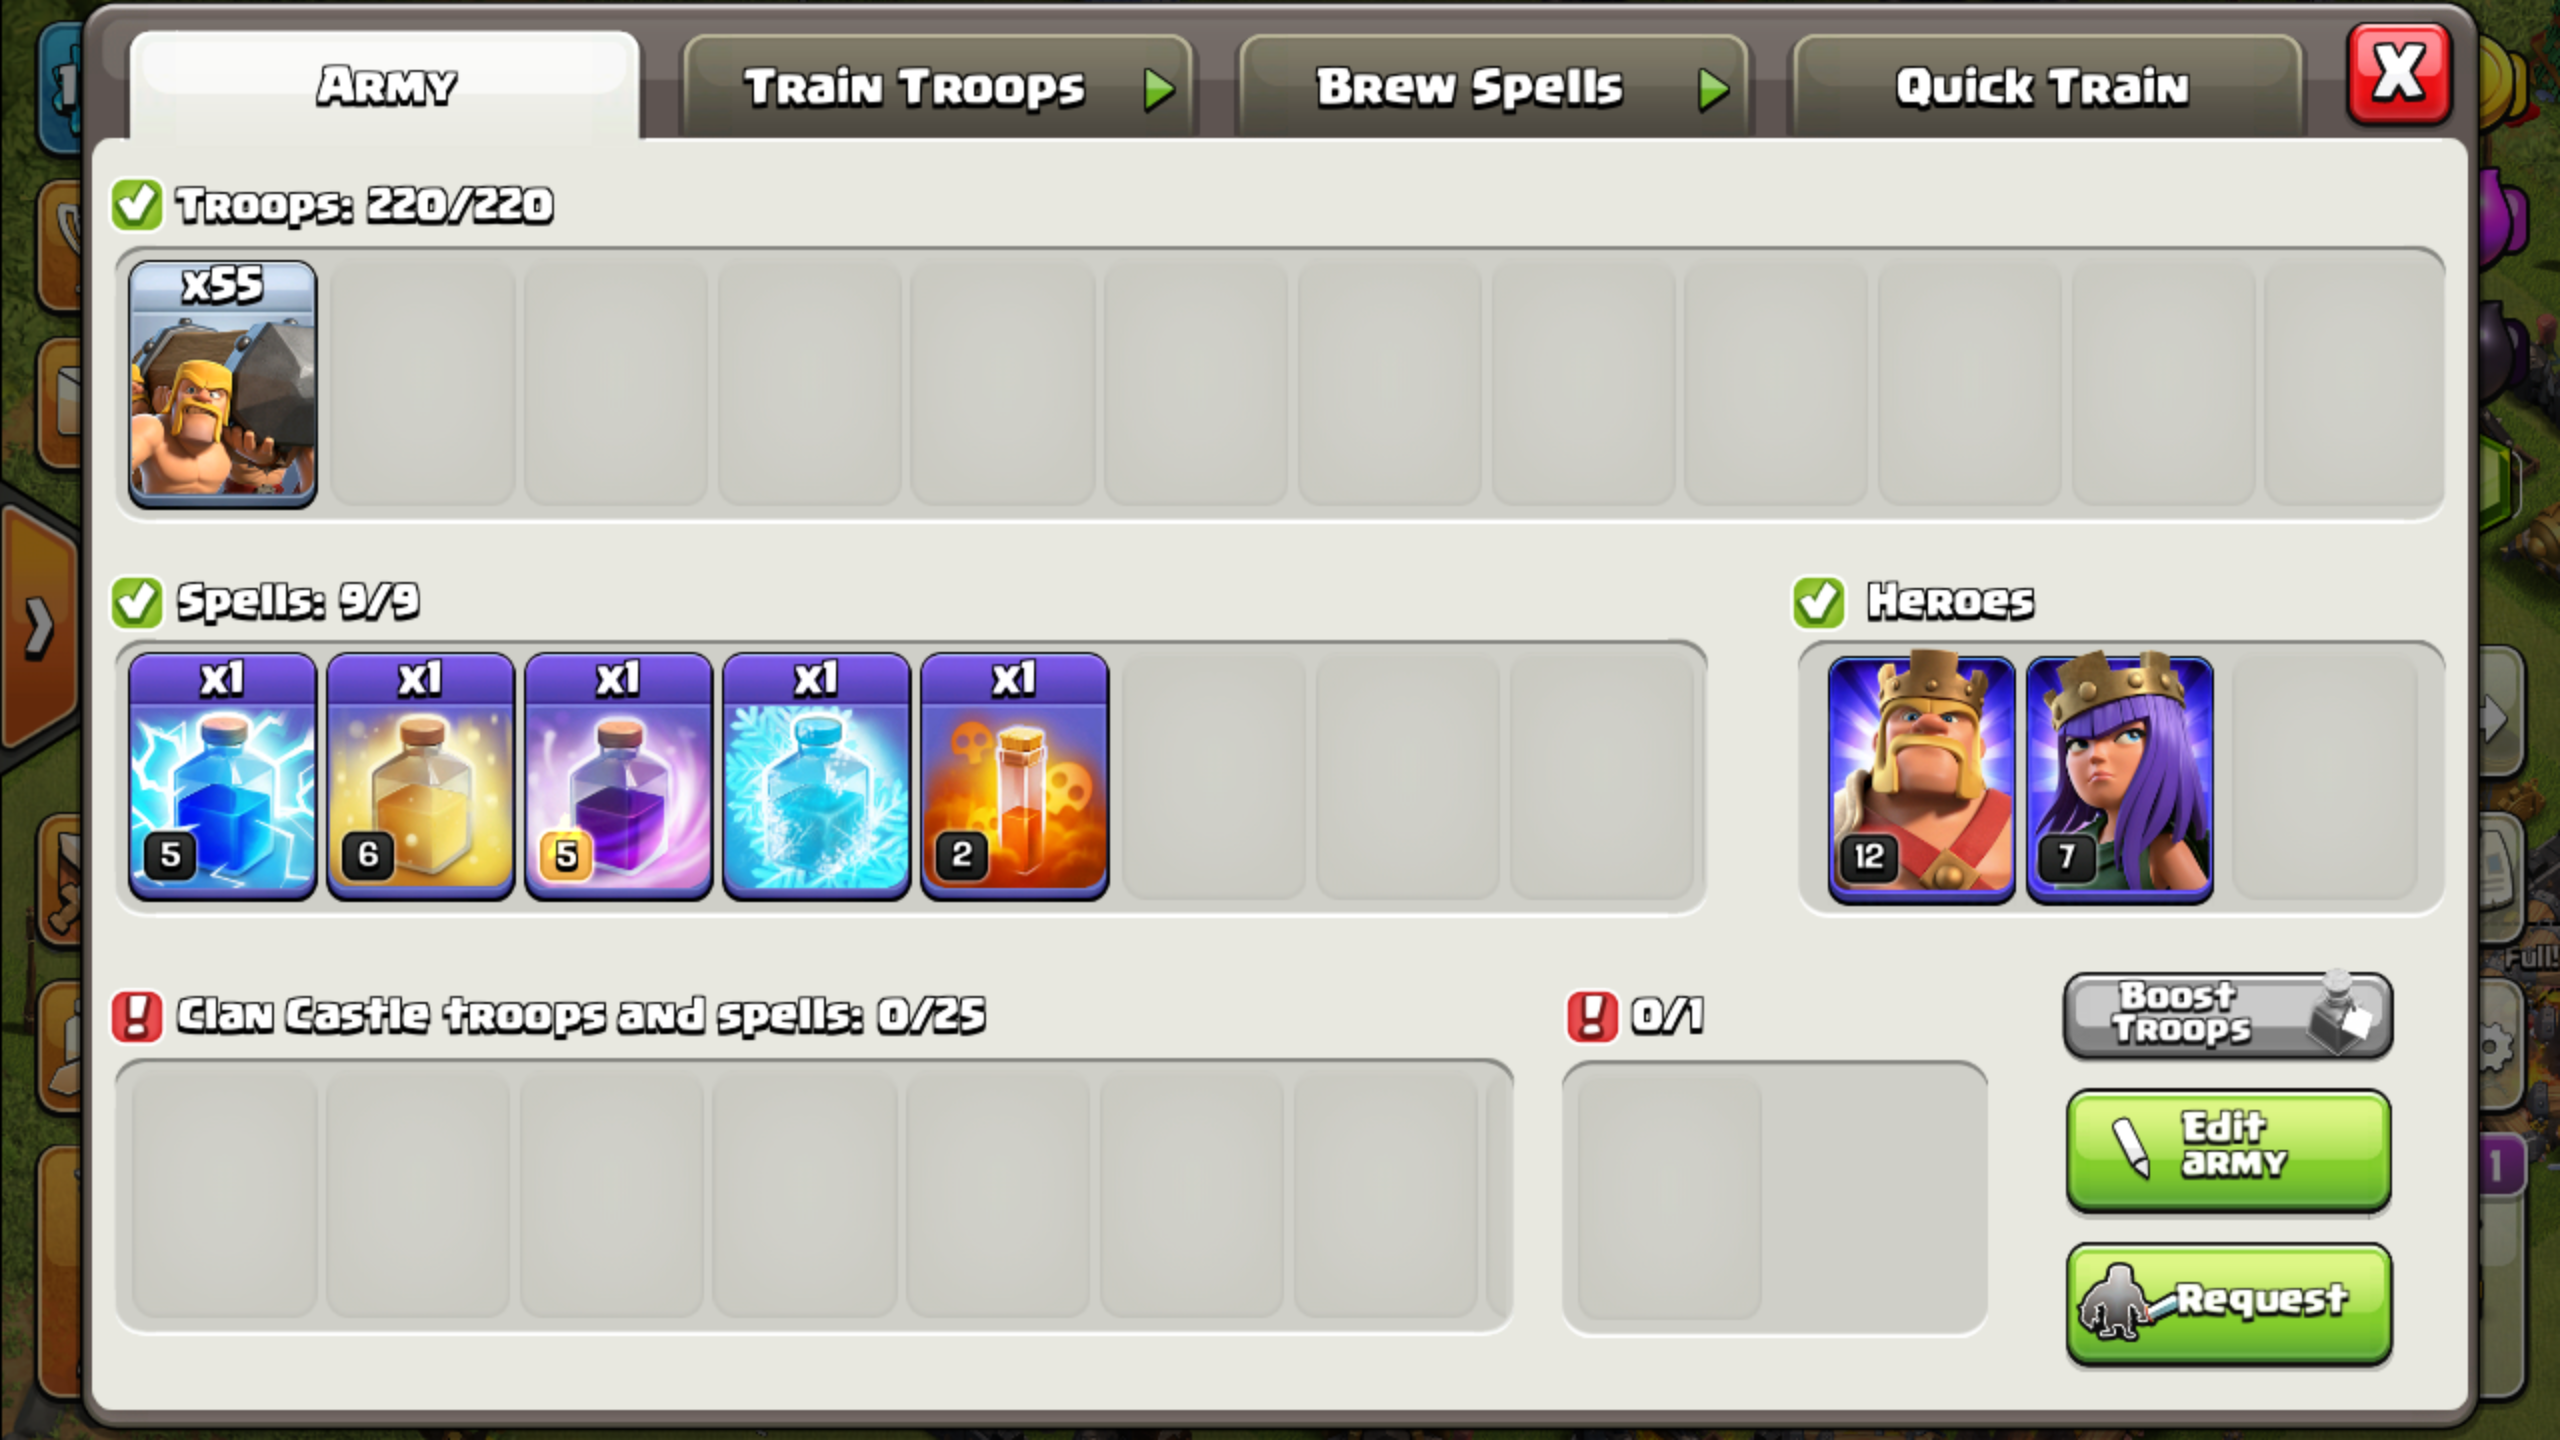 Army
Train Troops
Brew Spells
Quick Train
X
Troops: 220/220
x55
Spells: 9/9
Heroes
x1
x1
x1
x1
x1
5
6
5
2
12
7
Full!
Clan Castle troops and spells: 0/25
0/1
Boost
Troops
Edit
army
1
Request